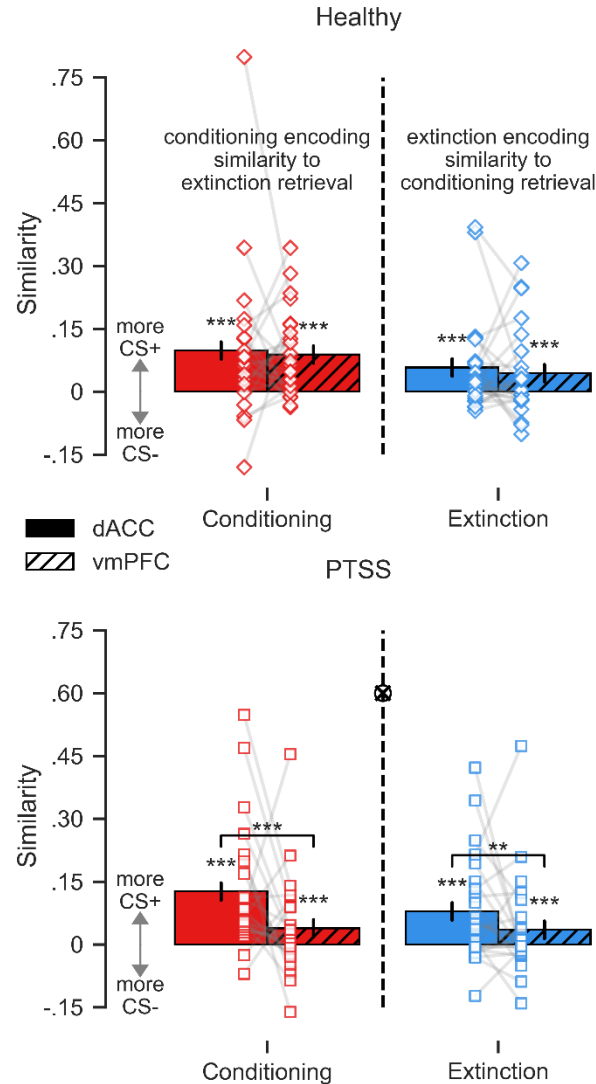 Healthy
.75
.60
.45
.30
.15
0
-.15
Similarity
more
CS+
more
CS-
conditioning encoding
similarity to
extinction retrieval
extinction encoding
similarity to
conditioning retrieval
***
***
***
***
Conditioning
Extinction
dACC
vmPFC
PTSS
.75
.60
.45
.30
.15
0
-.15
Similarity
more
CS+
more
CS-
***
***
***
**
***
***
Conditioning
Extinction